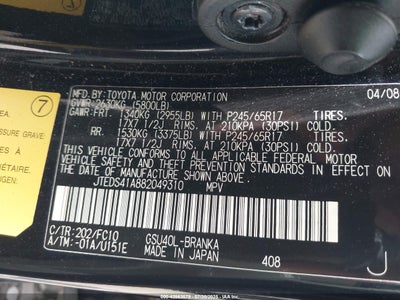 MFD.BY:TOYOTA MOTOR CORPORATION 04/08
GVWR:2630KG (5800LB)
GAWR:FRT. 1340KG (2955LB) WITH P245/65R17 TIRES.
17X7 1/2J RIMS. AT 210KPA (30PSI) COLD.
RR. 1530KG (3375LB) WITH P245/65R17 TIRES.
17X7 1/2J RIMS. AT 210KPA (30PSI) COLD.
THIS VEHICLE CONFORMS TO ALL APPLICABLE FEDERAL MOTOR
VEHICLE SAFETY STANDARDS IN EFFECT ON
THE DATE OF MANUFACTURE SHOWN ABOVE.
JTEDS41A882049310 MPV
C/TR:202/FC10 GSU40L-BRANKA
A/TM:-01A/U151E MADE IN JAPAN 408
J
7